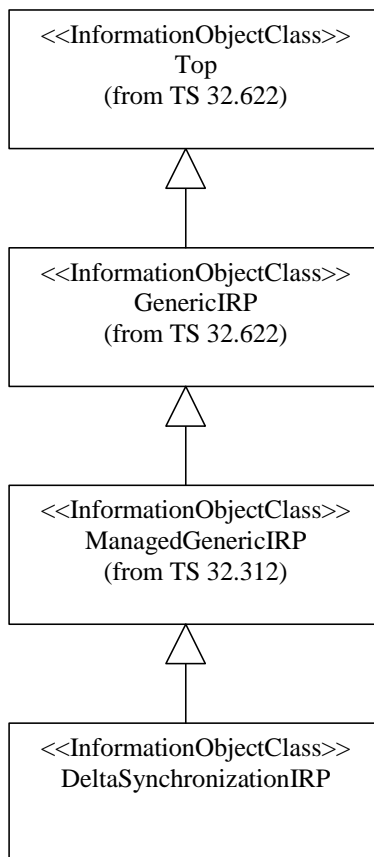 <<InformationObjectClass>>
Top
(from TS 32.622)
<<InformationObjectClass>>
GenericIRP
(from TS 32.622)
<<InformationObjectClass>>
ManagedGenericIRP
(from TS 32.312)
<<InformationObjectClass>>
DeltaSynchronizationIRP